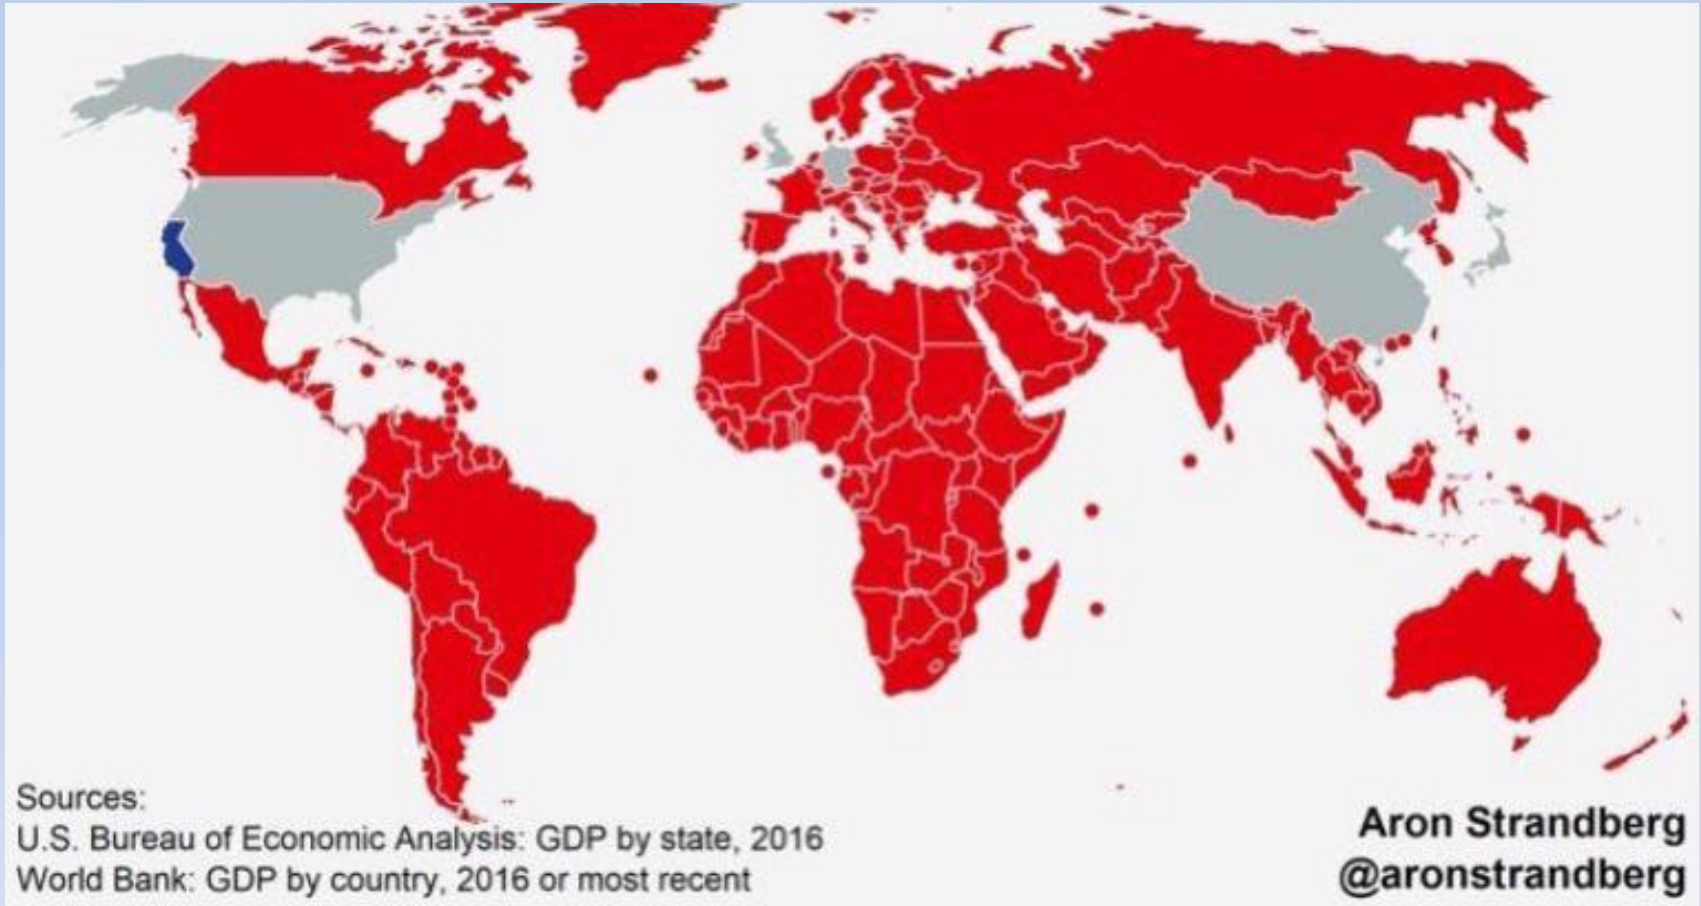 Sources:
U.S. Bureau of Economic Analysis: GDP by state, 2016
World Bank: GDP by country, 2016 or most recent
Aron Strandberg
@aronstrandberg